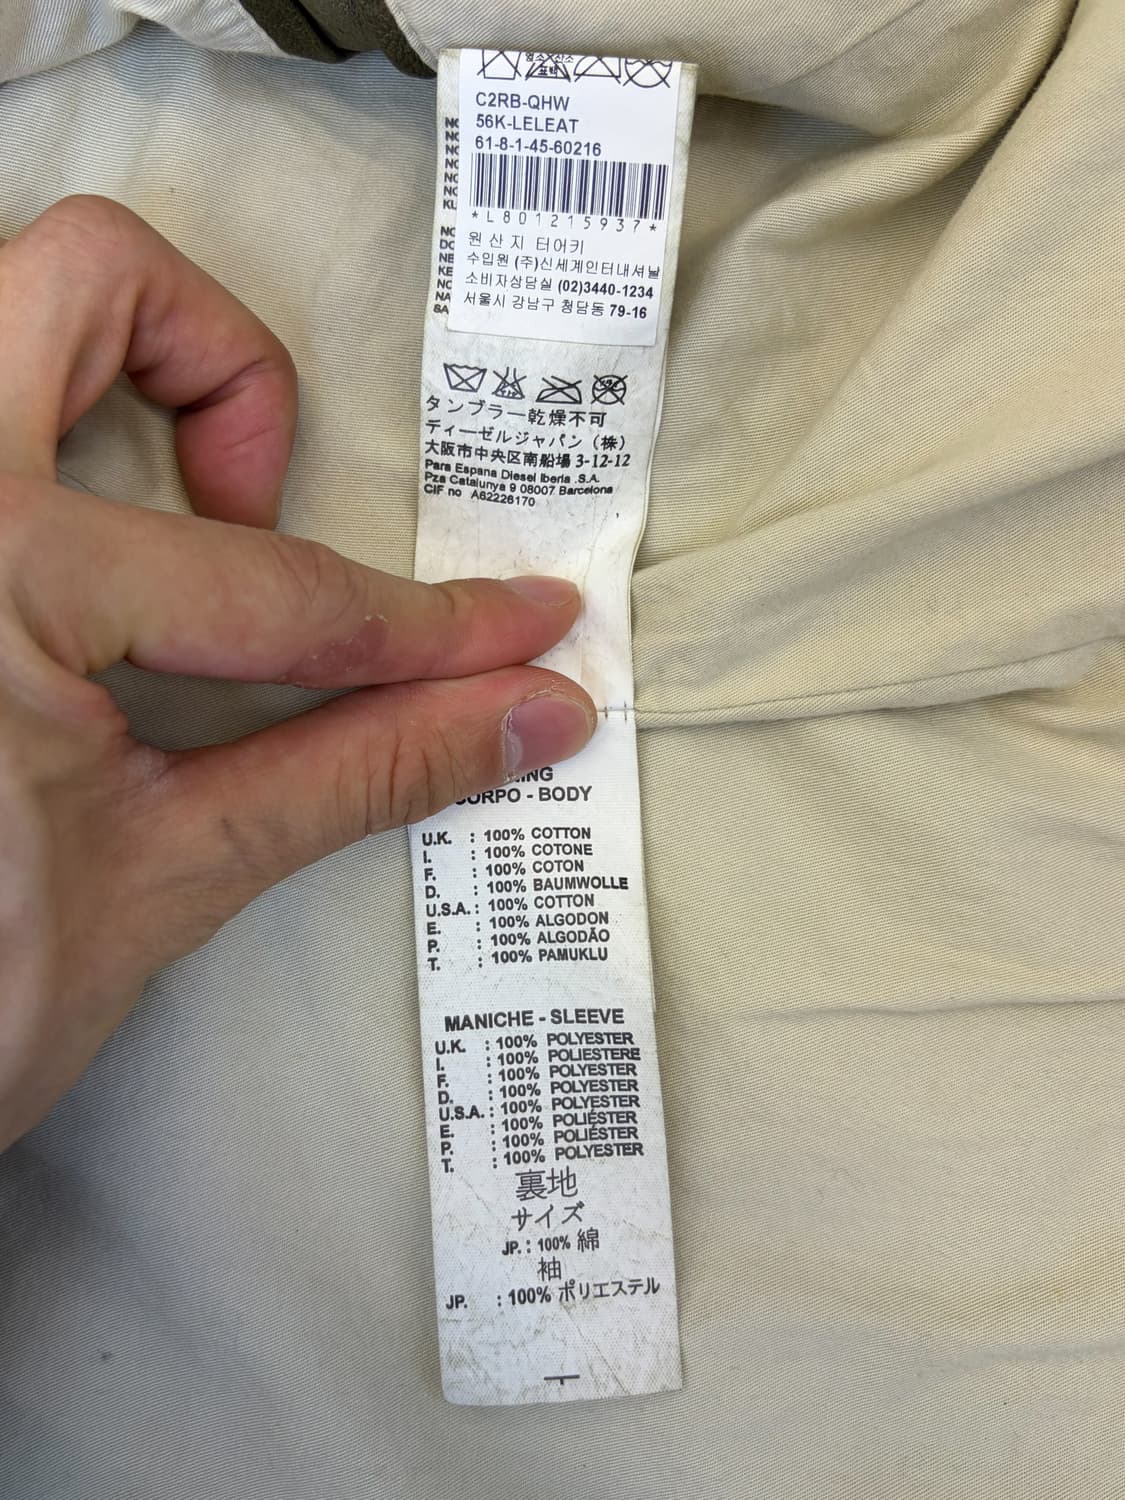 염소 산소
표백
C2RB-QHW
56K-LELEAT
61-8-1-45-60216
*L801215937*
원산지 터어키
수입원 (주)신세계인터내셔날
소비자상담실 (02)3440-1234
서울시 강남구 청담동 79-16
タンブラー乾燥不可
ディーゼルジャパン（株）
大阪市中央区南船場 3-12-12
Para Espana Diesel Iberia .S.A.
Pza Catalunya 9 08007 Barcelona
CIF no A62226170
CORPO - BODY
U.K. : 100% COTTON
I. : 100% COTONE
F. : 100% COTON
D. : 100% BAUMWOLLE
U.S.A. : 100% COTTON
E. : 100% ALGODON
P. : 100% ALGODÃO
T. : 100% PAMUKLU
MANICHE - SLEEVE
U.K. : 100% POLYESTER
I. : 100% POLIESTERE
F. : 100% POLYESTER
D. : 100% POLYESTER
U.S.A. : 100% POLYESTER
E. : 100% POLIÉSTER
P. : 100% POLIÉSTER
T. : 100% POLYESTER
裏地
サイズ
JP. : 100% 綿
袖
JP. : 100% ポリエステル